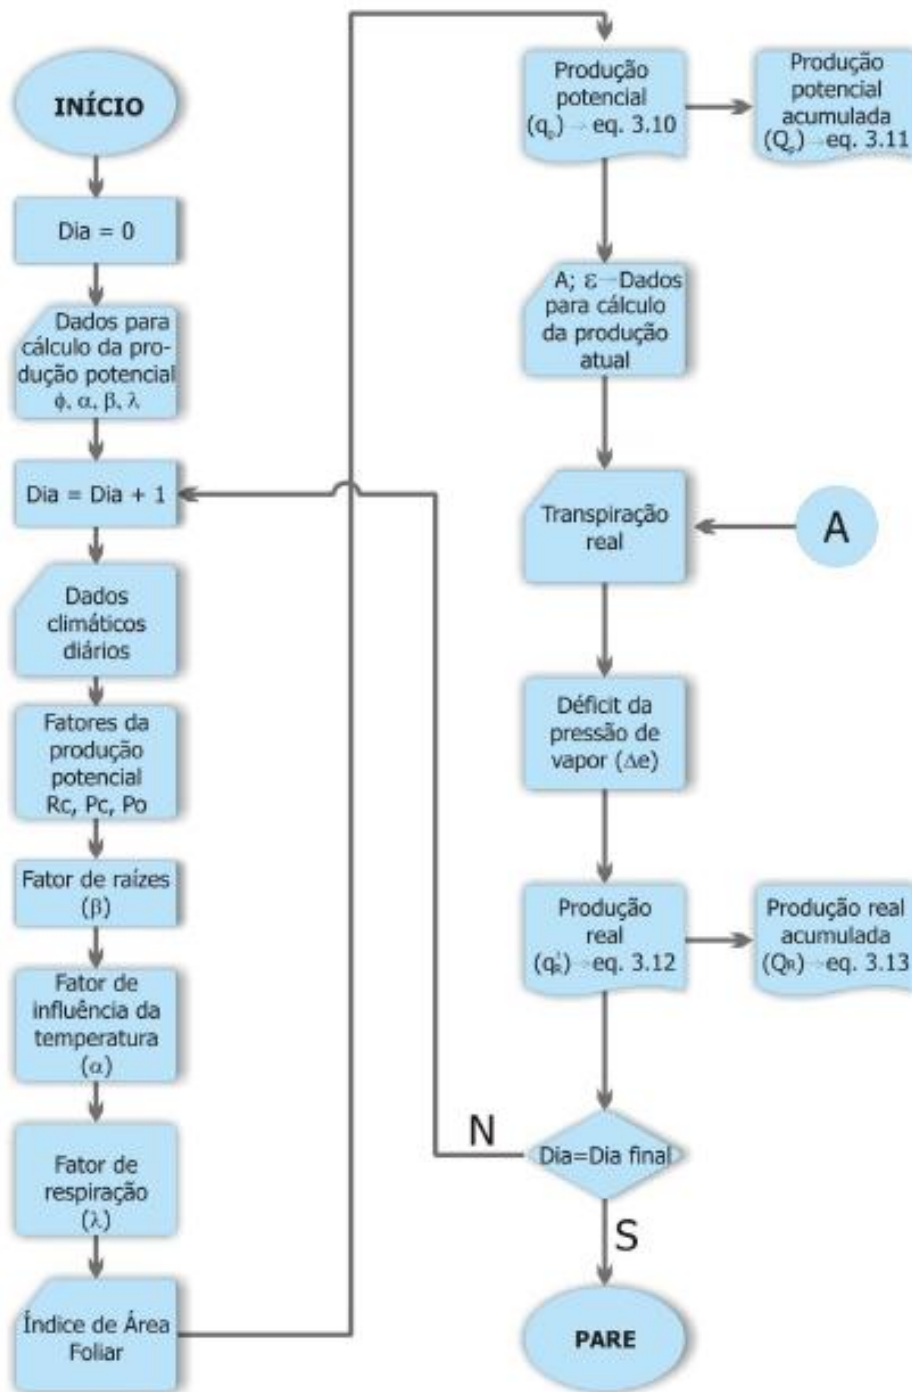 INÍCIO
Dia = 0
Dados para
cálculo da pro-
dução potencial
ϕ, α, β, λ
Dia = Dia + 1
Dados
climáticos
diários
Fatores da
produção
potencial
Rc, Pc, Po
Fator de raízes
(β)
Fator de
influência da
temperatura
(α)
Fator de
respiração
(λ)
Índice de Área
Foliar
Produção
potencial
(qₚ)→eq. 3.10
Produção
potencial
acumulada
(Qₚ)→eq. 3.11
A; ε→Dados
para cálculo
da produção
atual
Transpiração
real
A
Déficit da
pressão de
vapor (Δe)
Produção
real
→eq. 3.12
Produção real
acumulada
(Qʀ)→eq. 3.13
Dia=Dia final
N
S
PARE